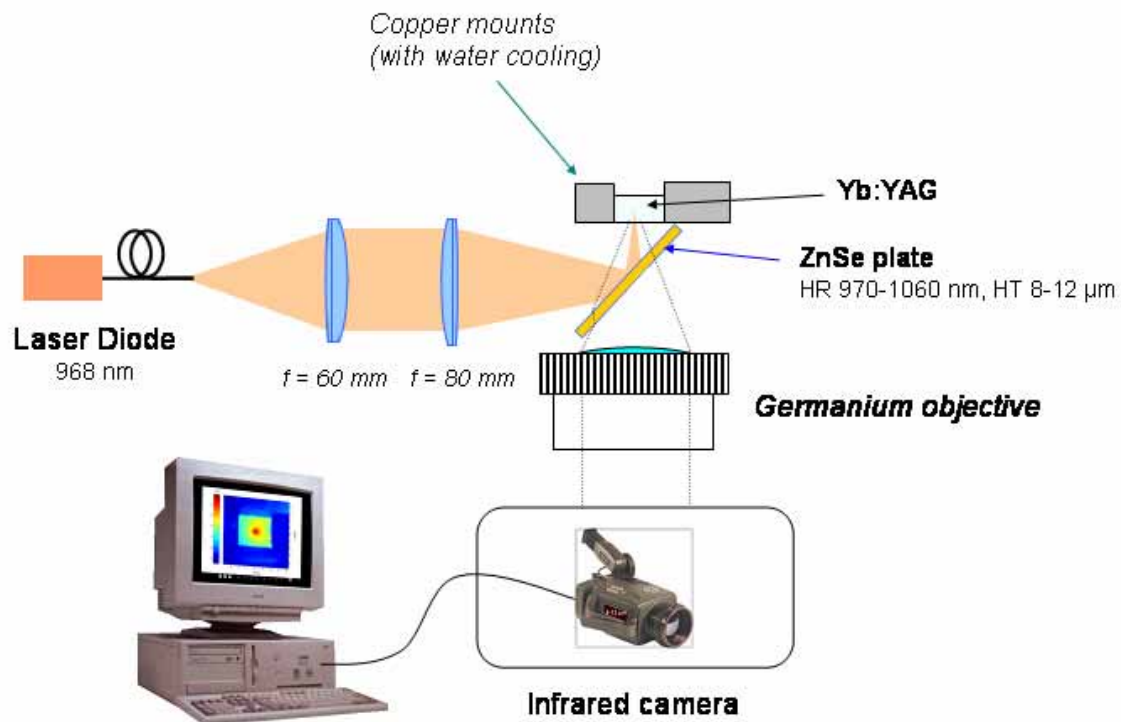 Copper mounts
(with water cooling)
Yb:YAG
ZnSe plate
HR 970-1060 nm, HT 8-12 µm
Laser Diode
968 nm
f = 60 mm
f = 80 mm
Germanium objective
Infrared camera